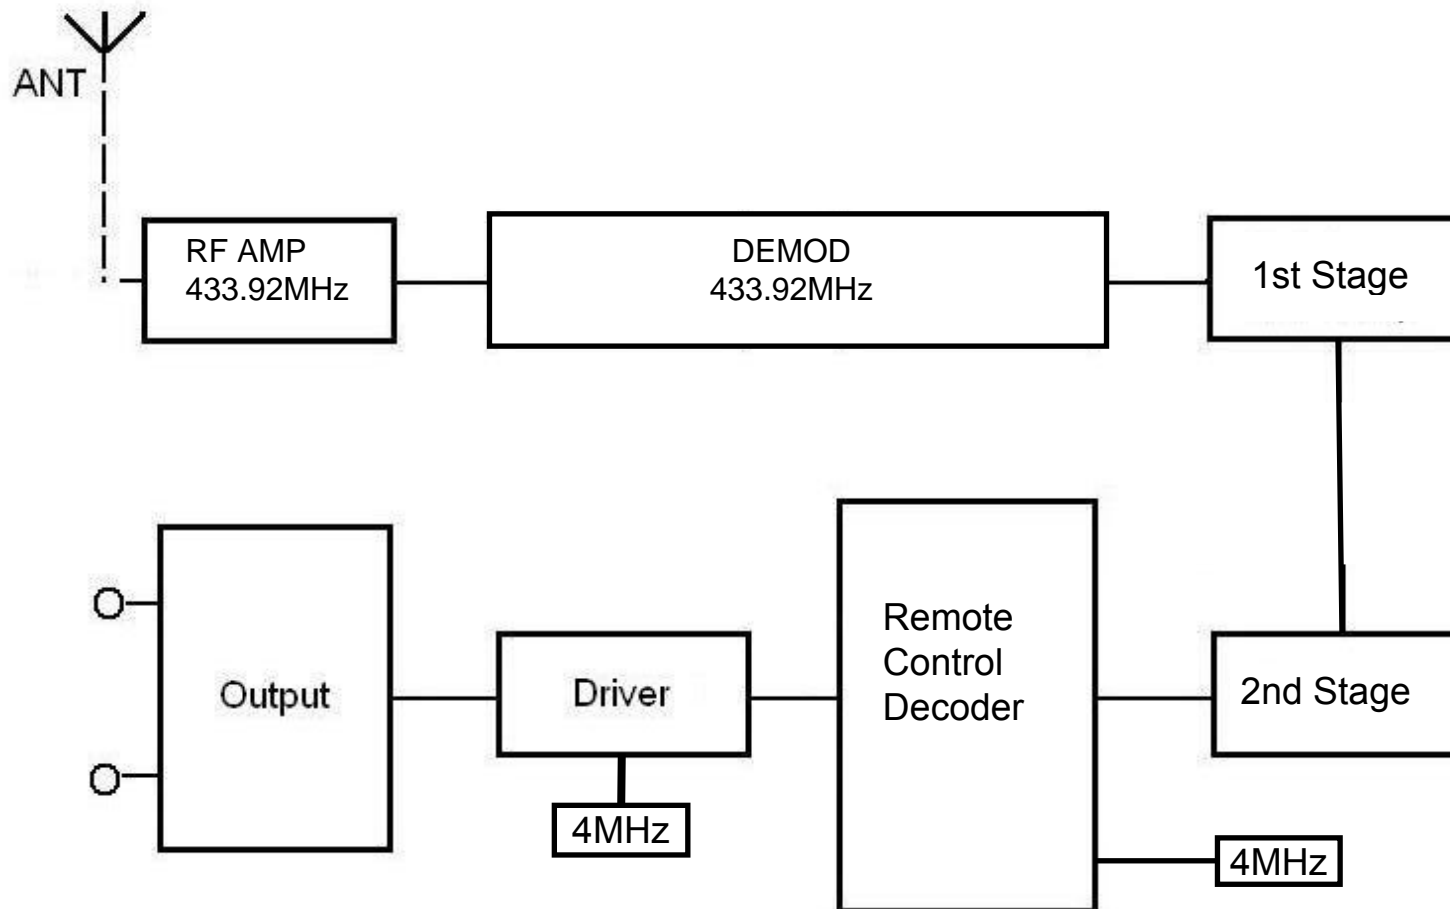 ANT
RF AMP
433.92MHz
DEMOD
433.92MHz
1st Stage
Output
Driver
Remote
Control
Decoder
2nd Stage
4MHz
4MHz